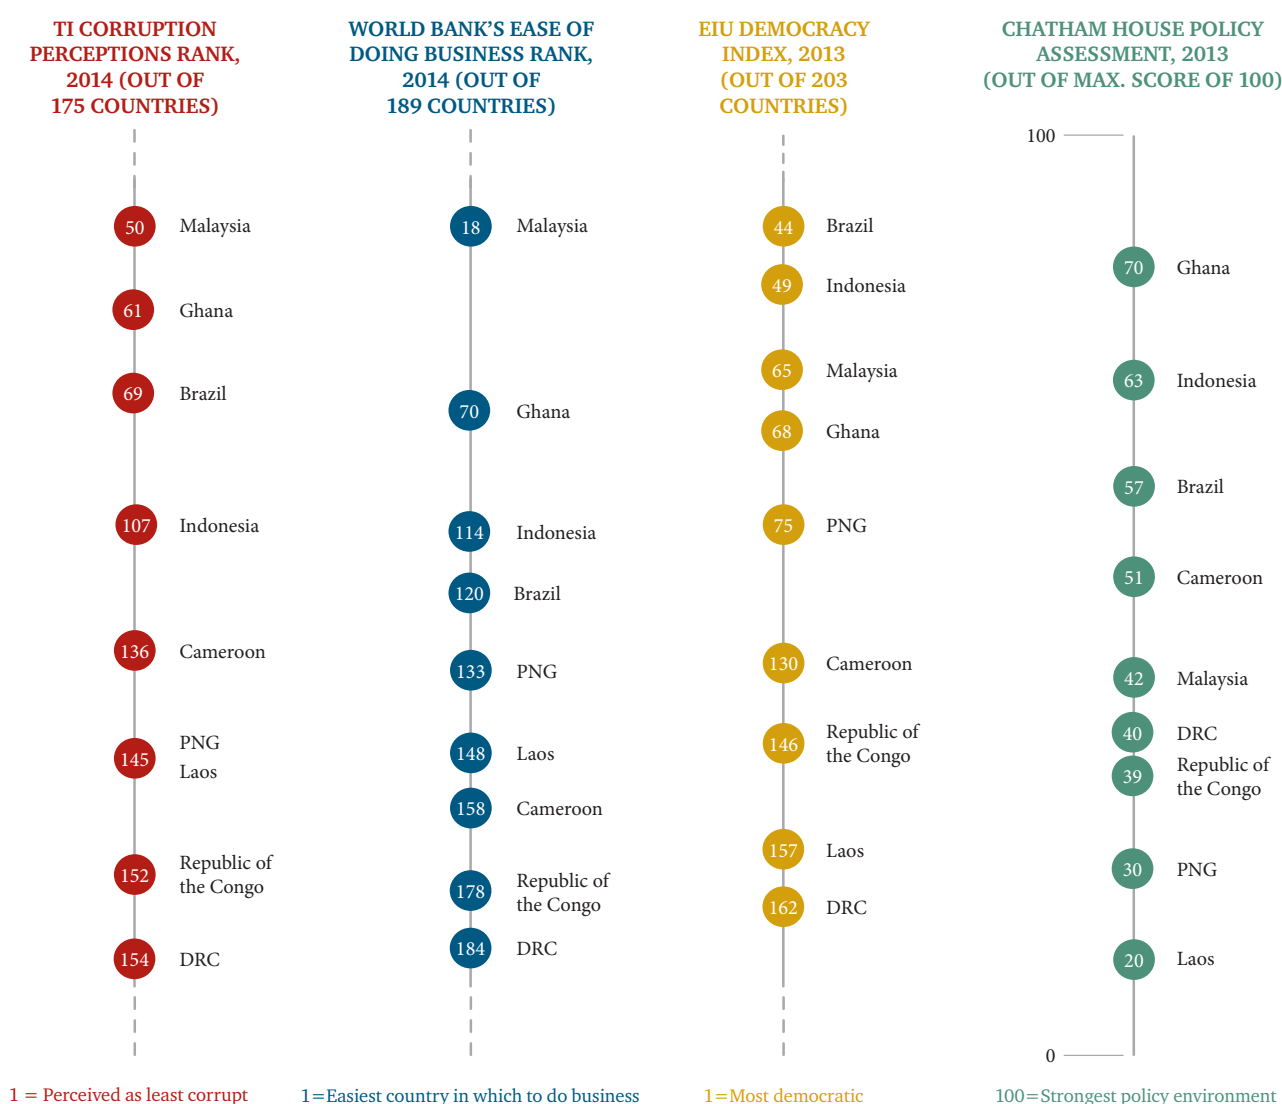 TI CORRUPTION
PERCEPTIONS RANK,
2014 (OUT OF
175 COUNTRIES)
50 Malaysia
61 Ghana
69 Brazil
107 Indonesia
136 Cameroon
145 PNG
Laos
152 Republic of
the Congo
154 DRC
1 = Perceived as least corrupt
WORLD BANK’S EASE OF
DOING BUSINESS RANK,
2014 (OUT OF
189 COUNTRIES)
18 Malaysia
70 Ghana
114 Indonesia
120 Brazil
133 PNG
148 Laos
158 Cameroon
178 Republic of
the Congo
184 DRC
1=Easiest country in which to do business
EIU DEMOCRACY
INDEX, 2013
(OUT OF 203
COUNTRIES)
44 Brazil
49 Indonesia
65 Malaysia
68 Ghana
75 PNG
130 Cameroon
146 Republic of
the Congo
157 Laos
162 DRC
1=Most democratic
CHATHAM HOUSE POLICY
ASSESSMENT, 2013
(OUT OF MAX. SCORE OF 100)
100
70 Ghana
63 Indonesia
57 Brazil
51 Cameroon
42 Malaysia
40 DRC
39 Republic of
the Congo
30 PNG
20 Laos
0
100=Strongest policy environment